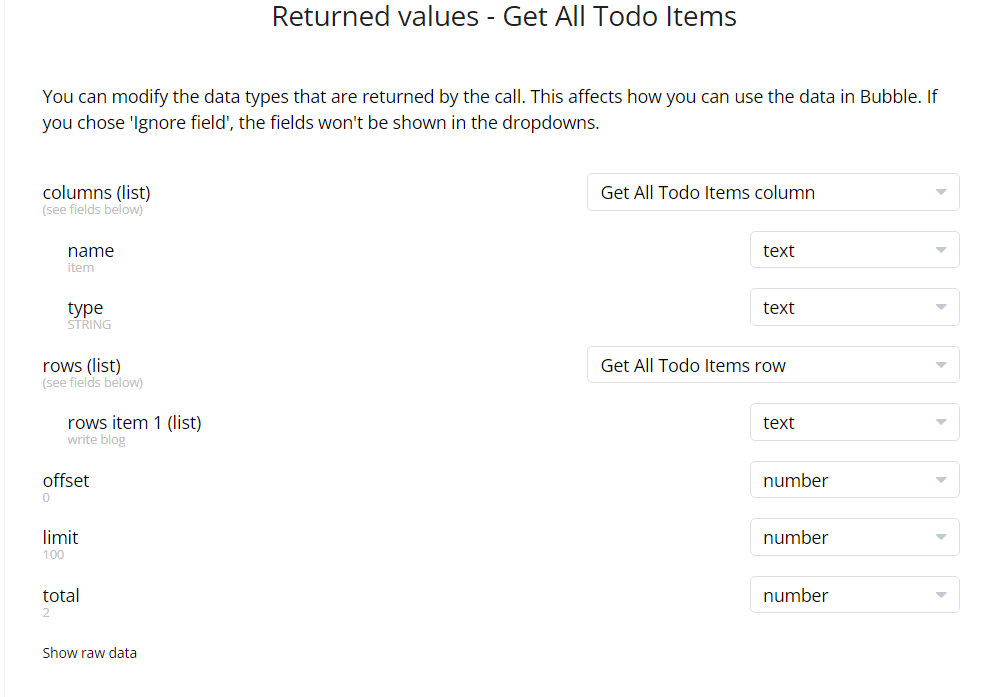 Returned values - Get All Todo Items
You can modify the data types that are returned by the call. This affects how you can use the data in Bubble. If
you chose 'Ignore field', the fields won't be shown in the dropdowns.
columns (list)
(see fields below)
Get All Todo Items column
name
item
text
type
STRING
text
rows (list)
(see fields below)
Get All Todo Items row
rows item 1 (list)
write blog
text
offset
0
number
limit
100
number
total
2
number
Show raw data